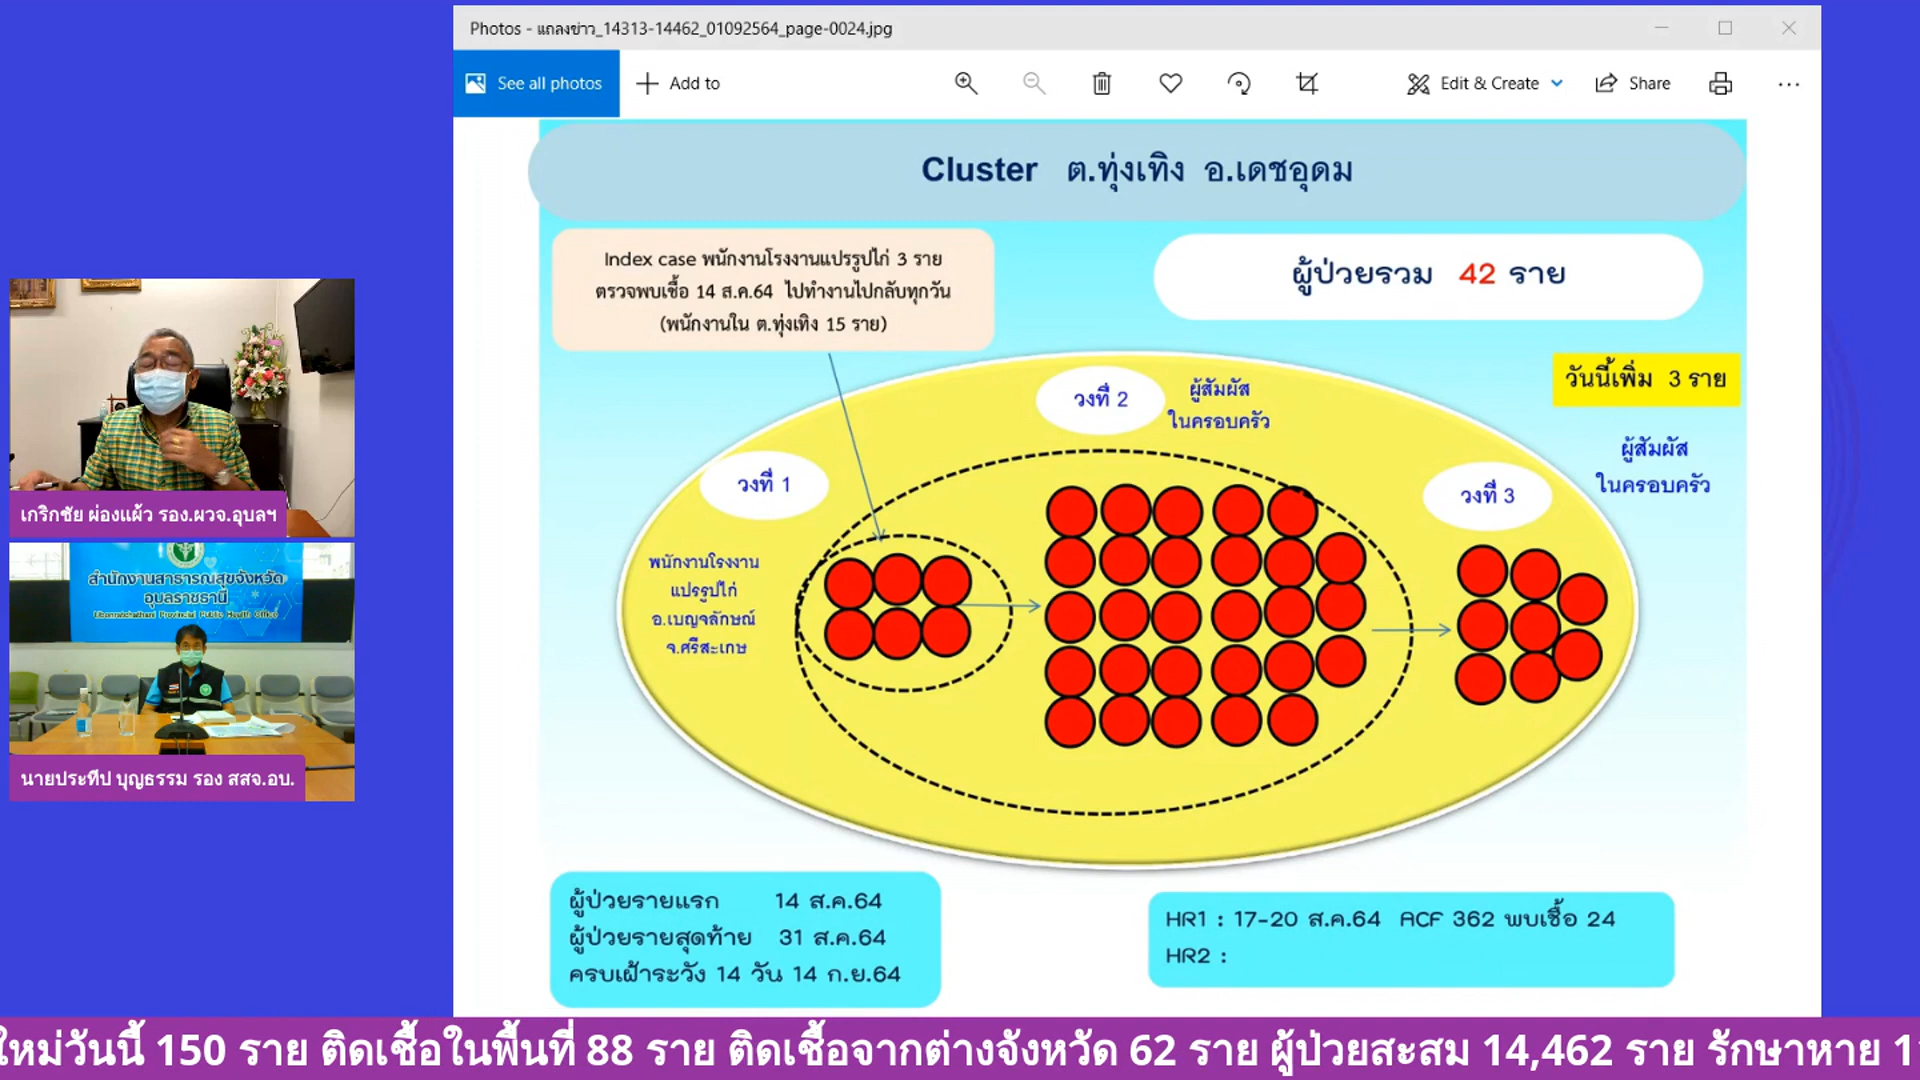 Photos - แถลงข่าว_14313-14462_01092564_page-0024.jpg
See all photos
Add to
Edit & Create
Share
Cluster ต.ทุ่งเทิง อ.เดชอุดม
Index case พนักงานโรงงานแปรรูปไก่ 3 ราย
ตรวจพบเชื้อ 14 ส.ค.64 ไปทำงานไปกลับทุกวัน
(พนักงานใน ต.ทุ่งเทิง 15 ราย)
ผู้ป่วยรวม 42 ราย
วันนี้เพิ่ม 3 ราย
วงที่ 2
ผู้สัมผัส
ในครอบครัว
วงที่ 1
วงที่ 3
ผู้สัมผัส
ในครอบครัว
พนักงานโรงงาน
แปรรูปไก่
อ.เบญจลักษณ์
จ.ศรีสะเกษ
ผู้ป่วยรายแรก 14 ส.ค.64
ผู้ป่วยรายสุดท้าย 31 ส.ค.64
ครบเฝ้าระวัง 14 วัน 14 ก.ย.64
HR1 : 17-20 ส.ค.64 ACF 362 พบเชื้อ 24
HR2 :
เกริกชัย ผ่องแผ้ว รอง.ผวจ.อุบลฯ
สำนักงานสาธารณสุขจังหวัด
อุบลราชธานี
Ubonratchathani Provincial Public Health Office
นายประทีป บุญธรรม รอง สสจ.อบ.
ใหม่วันนี้ 150 ราย ติดเชื้อในพื้นที่ 88 ราย ติดเชื้อจากต่างจังหวัด 62 ราย ผู้ป่วยสะสม 14,462 ราย รักษาหาย 1